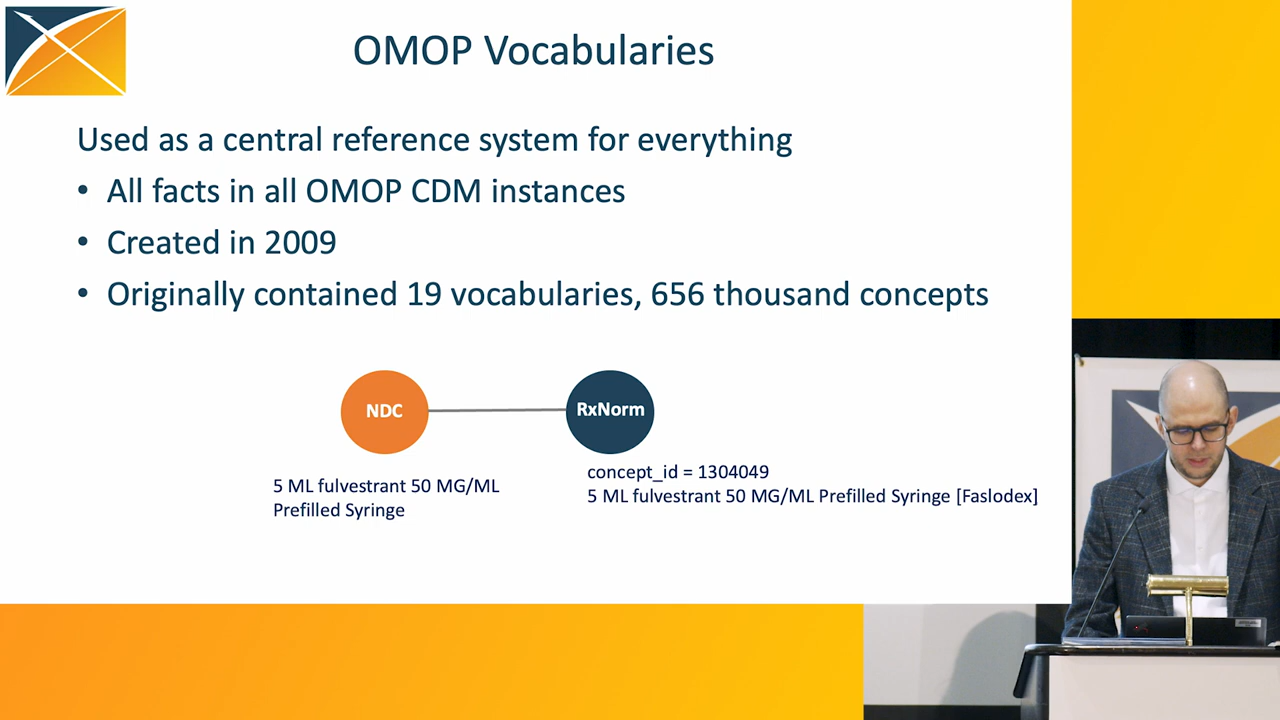 OMOP Vocabularies
Used as a central reference system for everything
• All facts in all OMOP CDM instances
• Created in 2009
• Originally contained 19 vocabularies, 656 thousand concepts
NDC
RxNorm
5 ML fulvestrant 50 MG/ML
Prefilled Syringe
concept_id = 1304049
5 ML fulvestrant 50 MG/ML Prefilled Syringe [Faslodex]